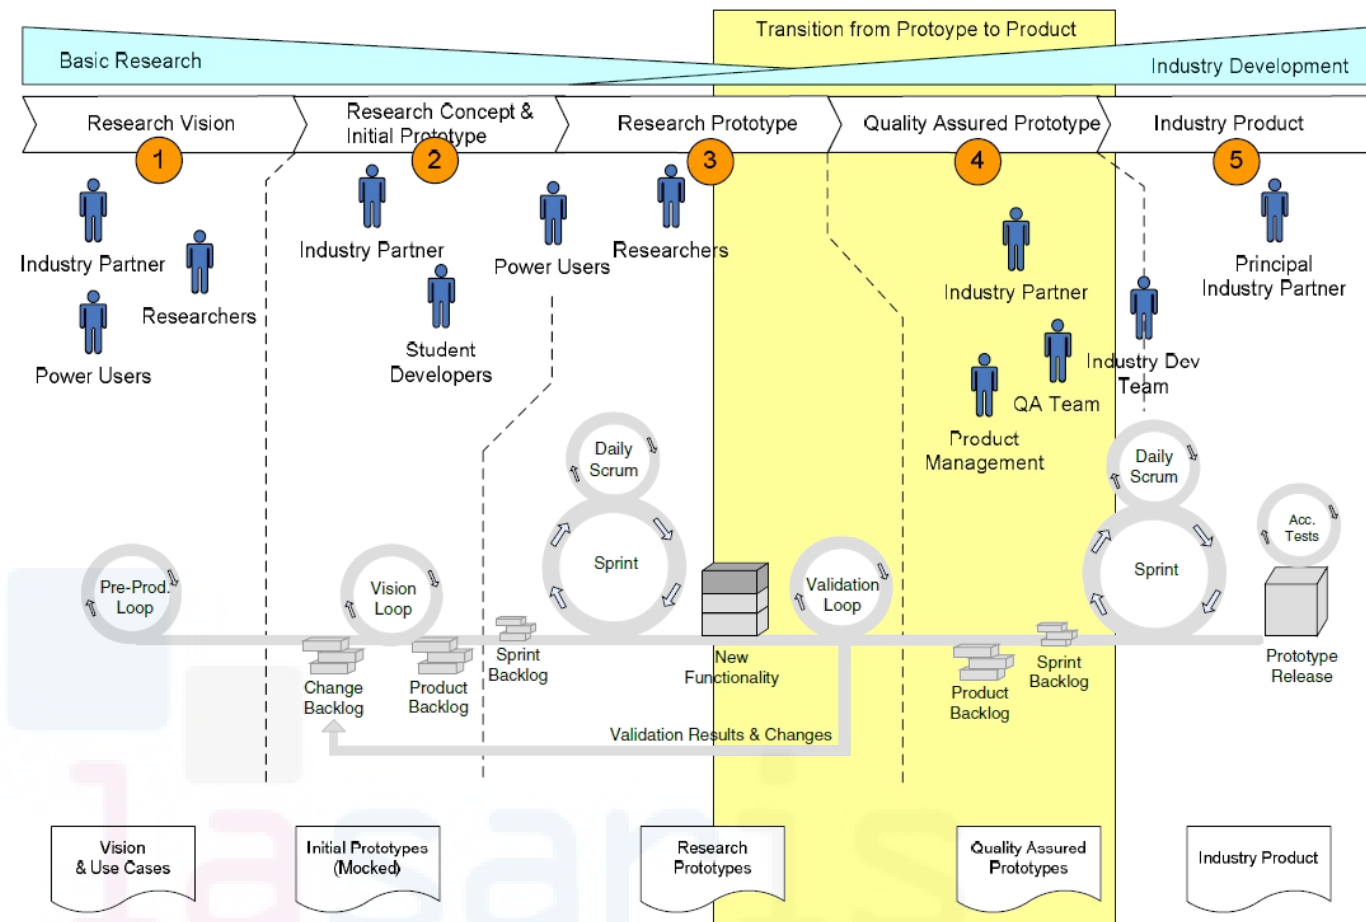 Transition from Protoype to Product
Basic Research
Industry Development
Research Vision
Research Concept &
Initial Prototype
Research Prototype
Quality Assured Prototype
Industry Product
1
2
3
4
5
Industry Partner
Researchers
Power Users
Industry Partner
Student
Developers
Power Users
Researchers
Industry Partner
QA Team
Product
Management
Industry Dev
Team
Principal
Industry Partner
Pre-Prod.
Loop
Vision
Loop
Daily
Scrum
Sprint
Validation
Loop
Daily
Scrum
Sprint
Acc.
Tests
Change
Backlog
Product
Backlog
Sprint
Backlog
New
Functionality
Product
Backlog
Sprint
Backlog
Prototype
Release
Validation Results & Changes
Vision
& Use Cases
Initial Prototypes
(Mocked)
Research
Prototypes
Quality Assured
Prototypes
Industry Product
lasaris